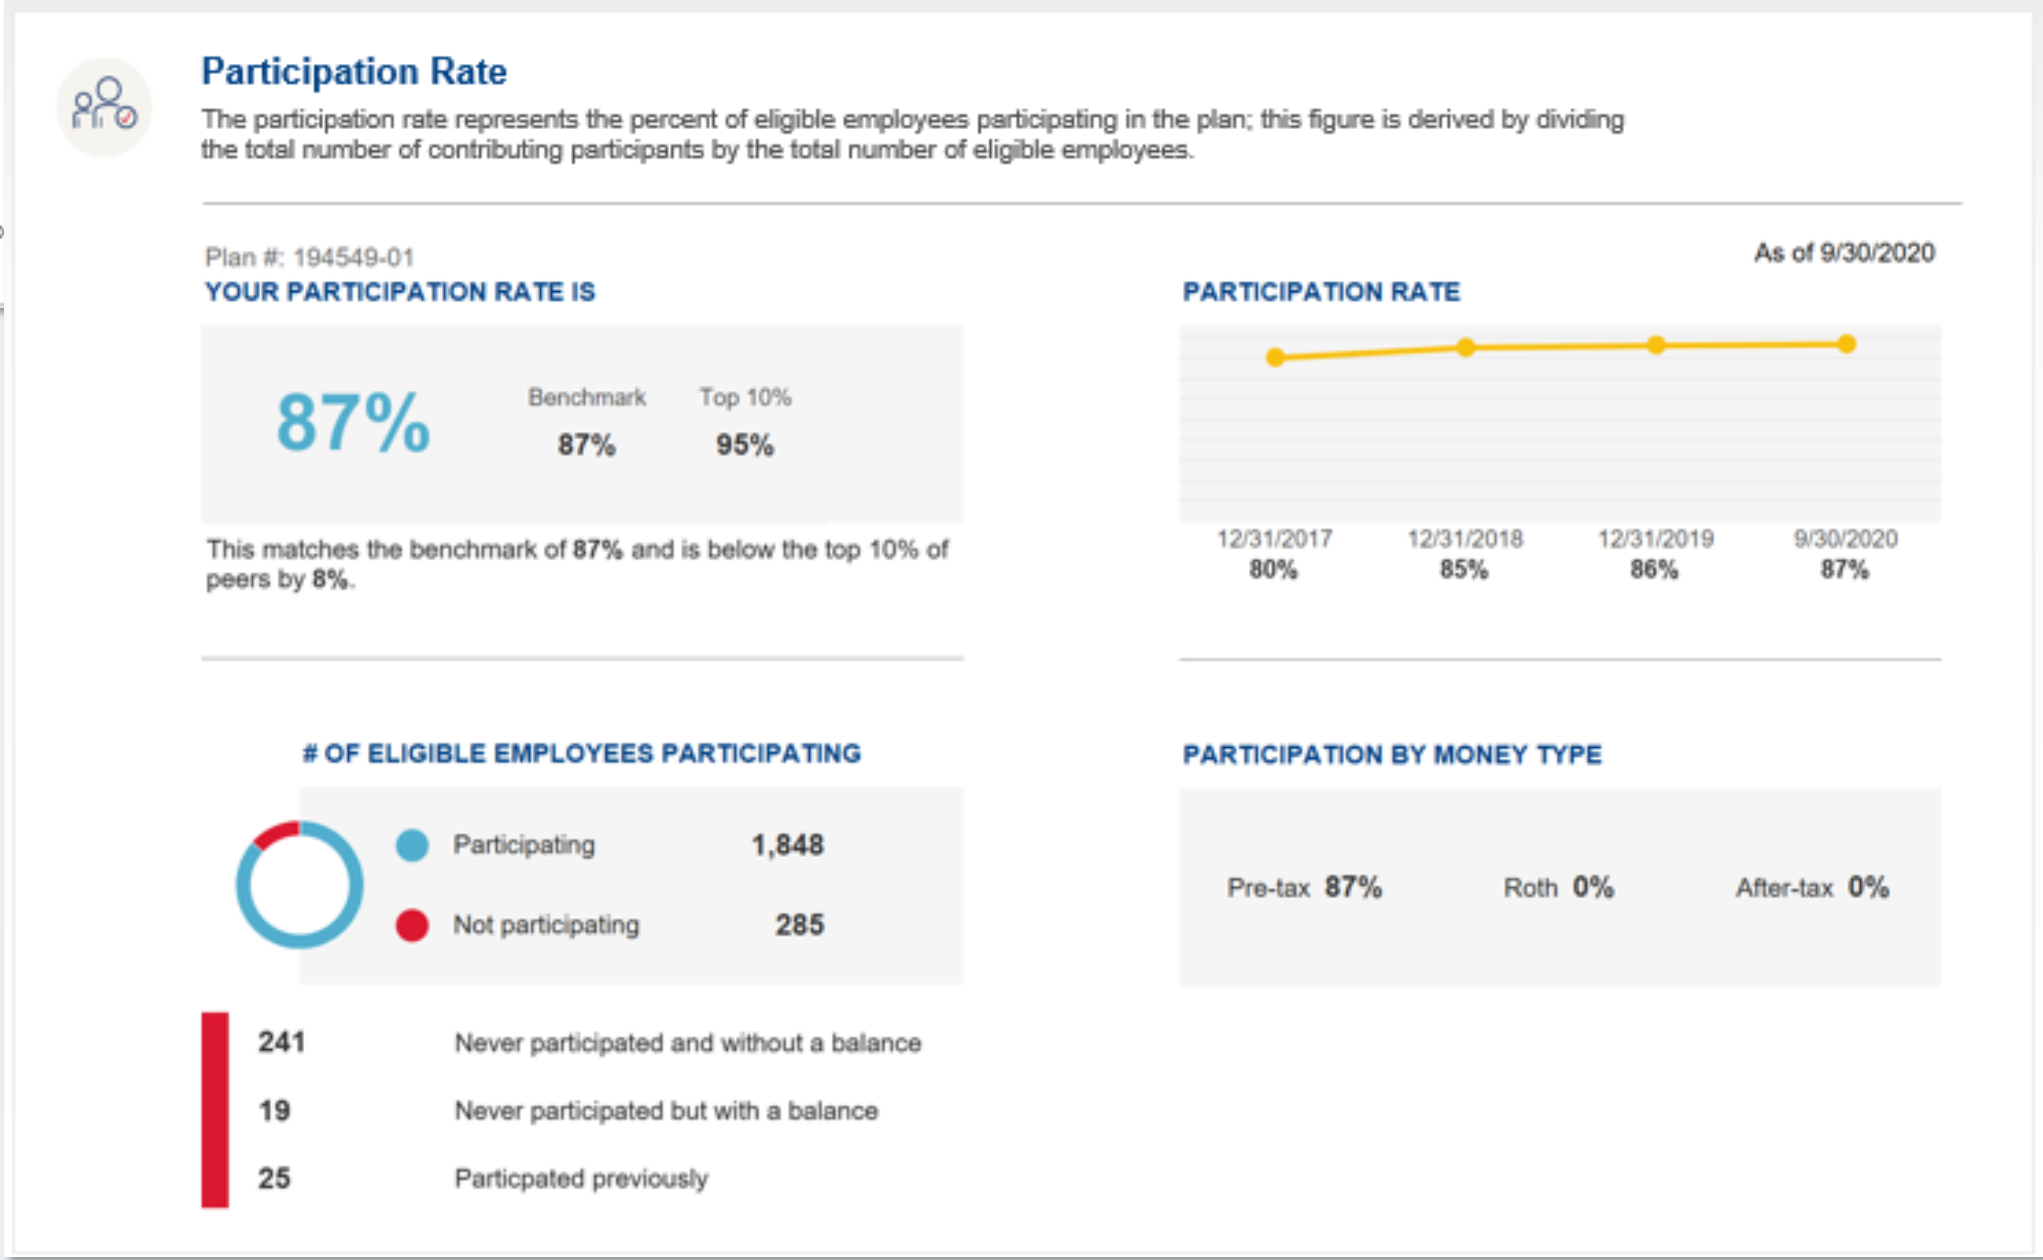 Participation Rate
The participation rate represents the percent of eligible employees participating in the plan; this figure is derived by dividing
the total number of contributing participants by the total number of eligible employees.
Plan #: 194549-01
YOUR PARTICIPATION RATE IS
87%
Benchmark
87%
Top 10%
95%
This matches the benchmark of 87% and is below the top 10% of
peers by 8%.
As of 9/30/2020
PARTICIPATION RATE
12/31/2017 12/31/2018 12/31/2019 9/30/2020
80% 85% 86% 87%
# OF ELIGIBLE EMPLOYEES PARTICIPATING
Participating 1,848
Not participating 285
241 Never participated and without a balance
19 Never participated but with a balance
25 Particpated previously
PARTICIPATION BY MONEY TYPE
Pre-tax 87% Roth 0% After-tax 0%